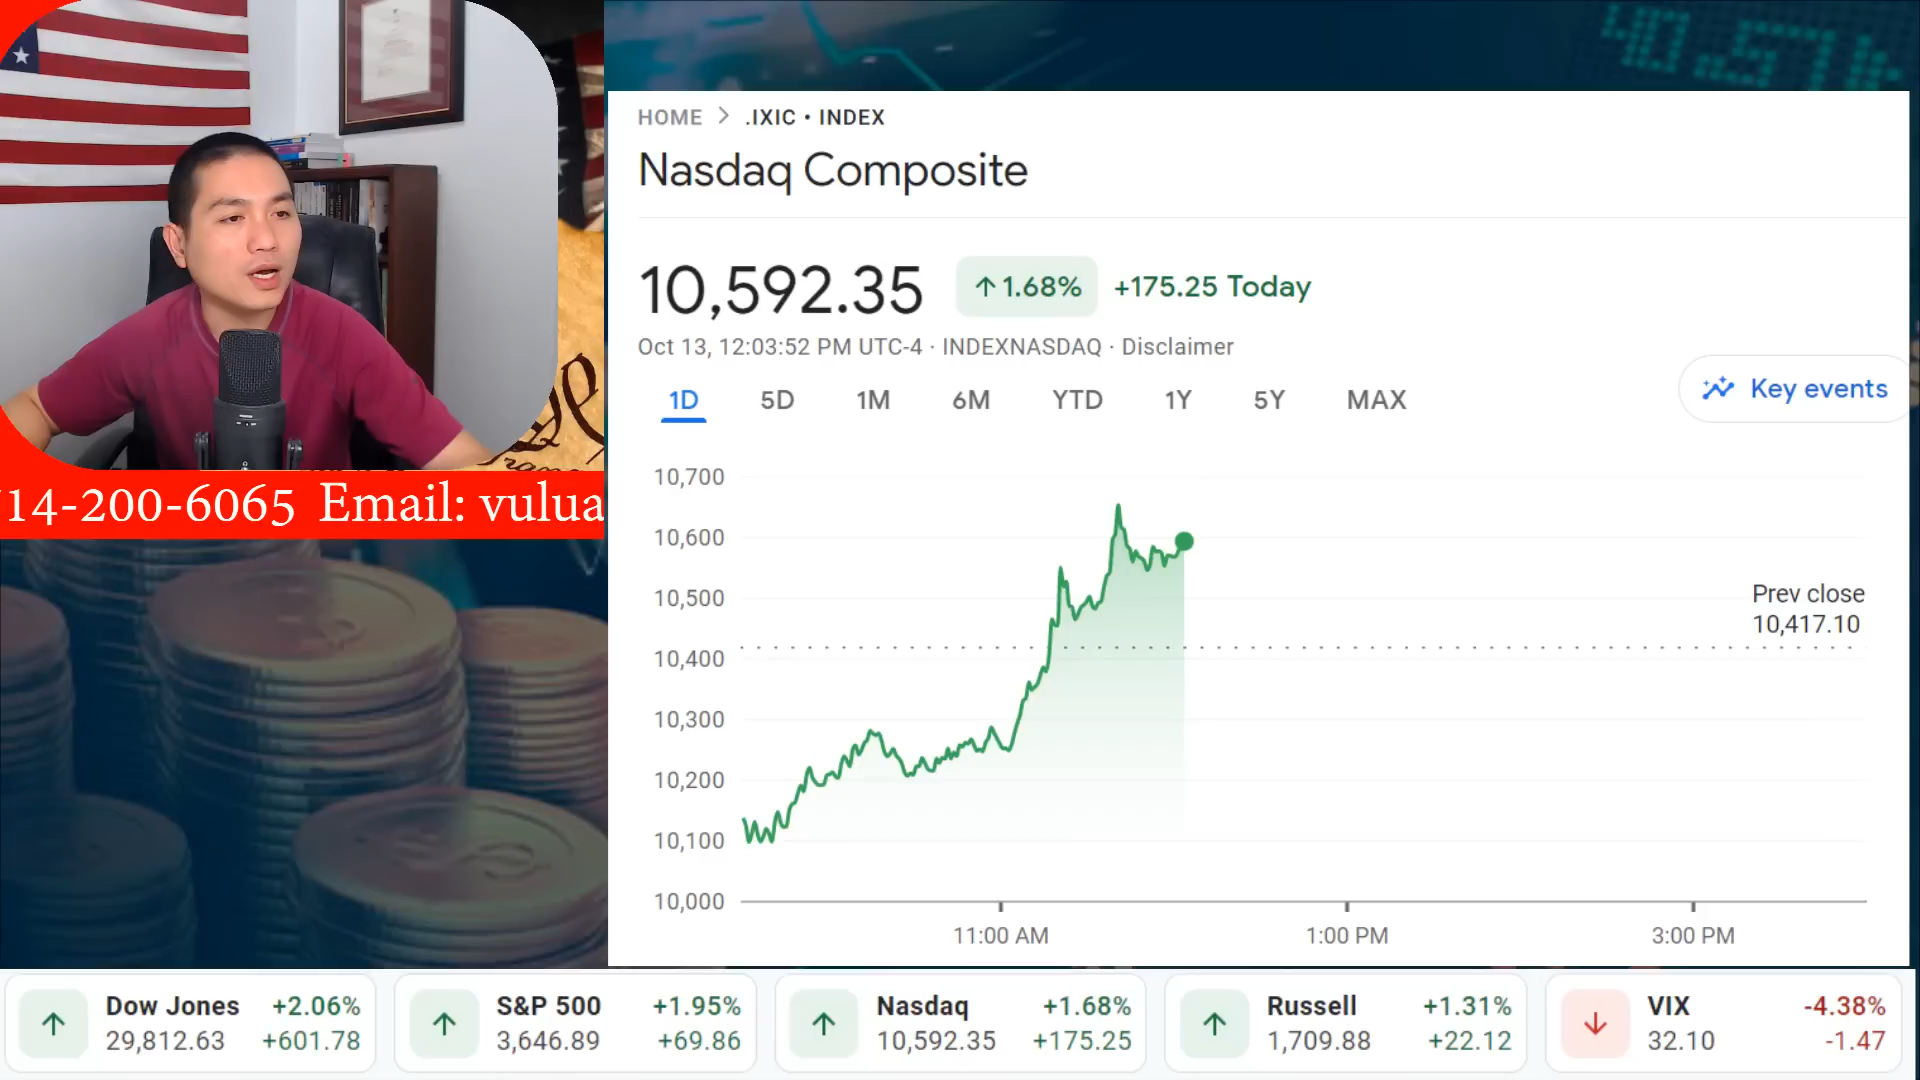 HOME > .IXIC • INDEX
Nasdaq Composite
10,592.35 ↑ 1.68% +175.25 Today
Oct 13, 12:03:52 PM UTC-4 · INDEXNASDAQ · Disclaimer
1D 5D 1M 6M YTD 1Y 5Y MAX
Key events
14-200-6065 Email: vulua
10,700
10,600
10,500
10,400
10,300
10,200
10,100
10,000
Prev close
10,417.10
11:00 AM 1:00 PM 3:00 PM
Dow Jones +2.06%
29,812.63 +601.78
S&P 500 +1.95%
3,646.89 +69.86
Nasdaq +1.68%
10,592.35 +175.25
Russell +1.31%
1,709.88 +22.12
VIX -4.38%
32.10 -1.47